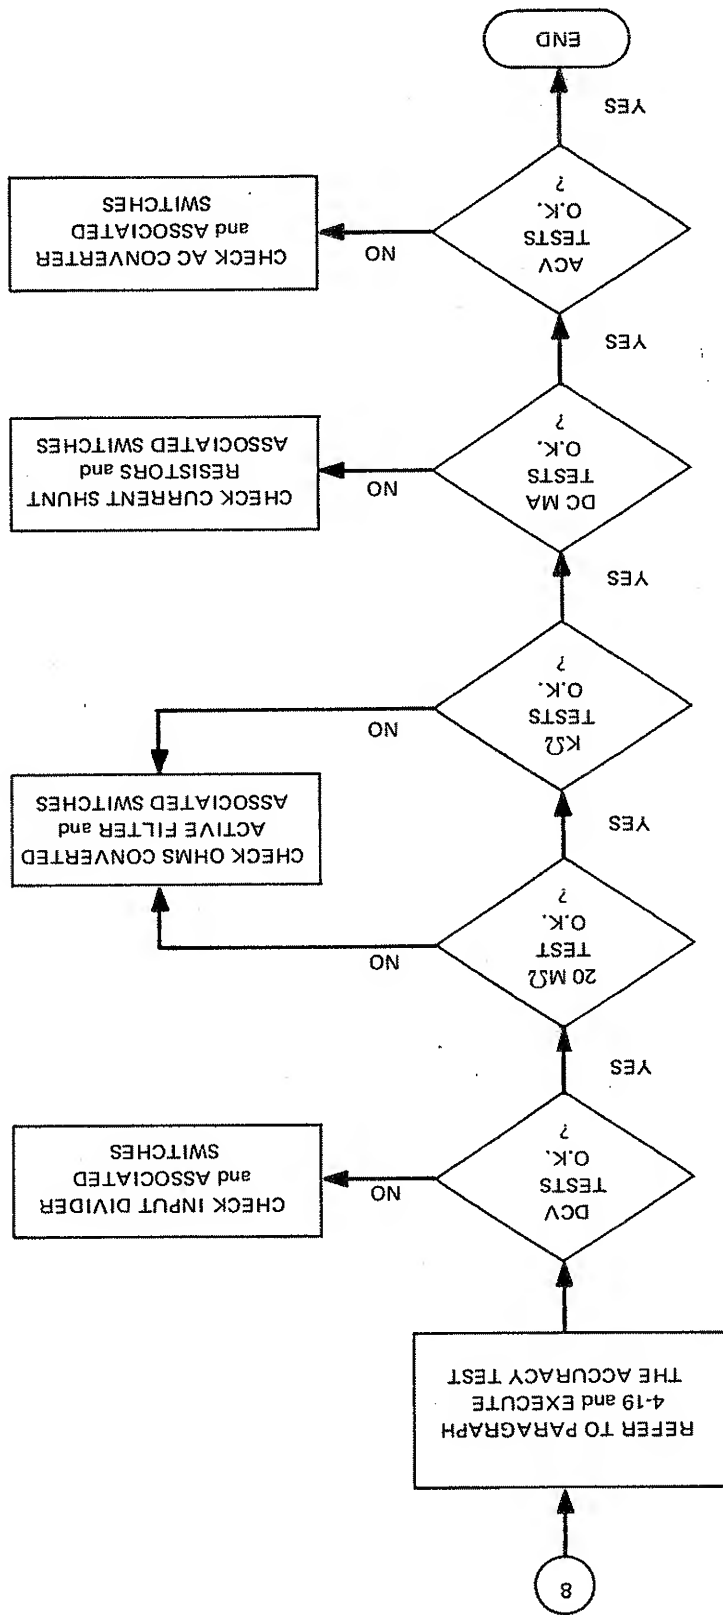 8
REFER TO PARAGRAPH
4-19 and EXECUTE
THE ACCURACY TEST
DCV
TESTS
O.K.
?
NO
CHECK INPUT DIVIDER
and ASSOCIATED
SWITCHES
YES
20 MΩ
TEST
O.K.
?
NO
CHECK OHMS CONVERTED
ACTIVE FILTER and
ASSOCIATED SWITCHES
YES
KΩ
TESTS
O.K.
?
NO
YES
DC MA
TESTS
O.K.
?
NO
CHECK CURRENT SHUNT
RESISTORS and
ASSOCIATED SWITCHES
YES
ACV
TESTS
O.K.
?
NO
CHECK AC CONVERTER
and ASSOCIATED
SWITCHES
YES
END